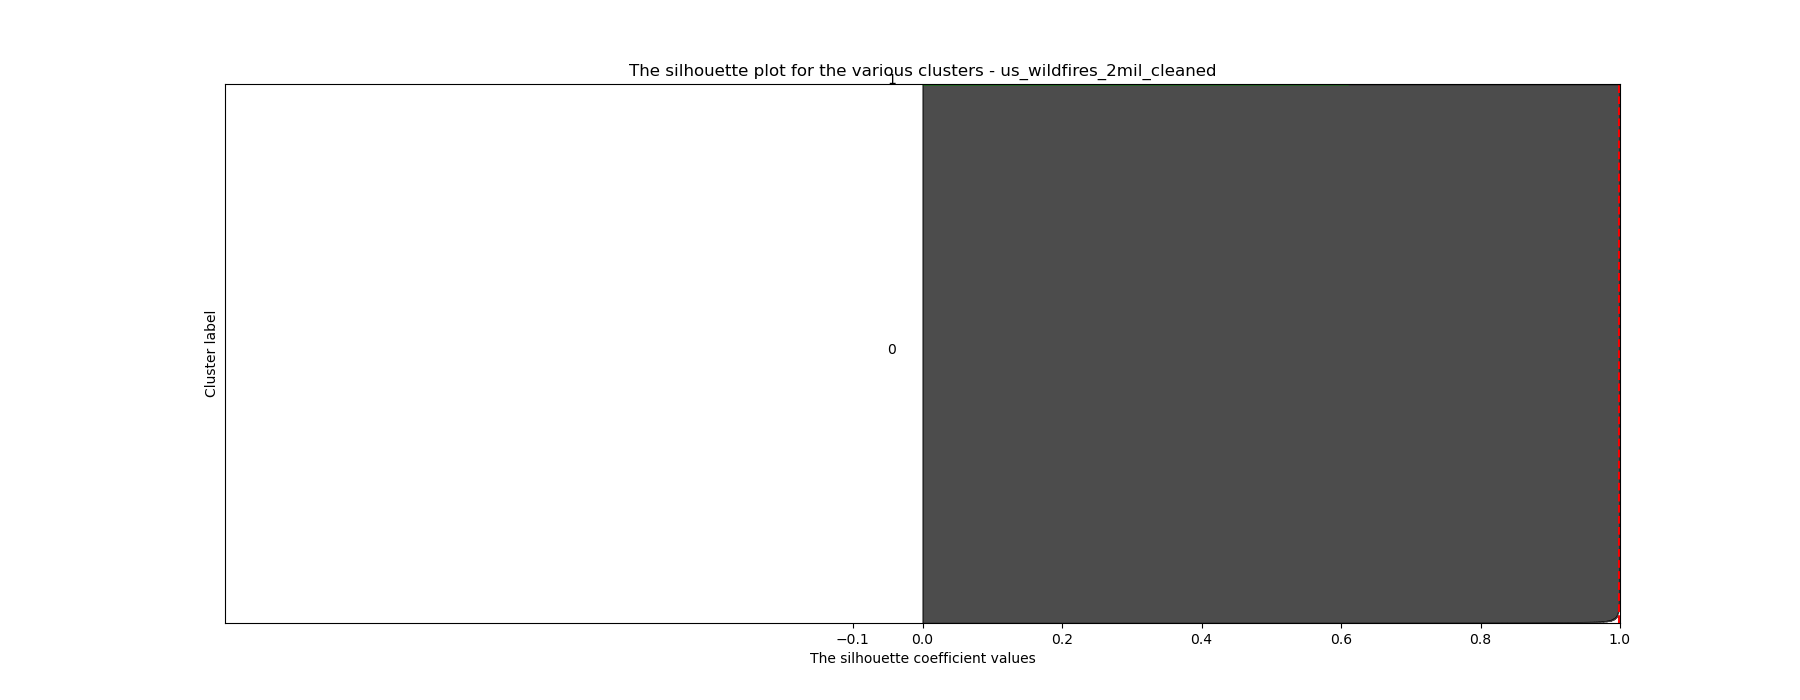 The silhouette plot for the various clusters - us_wildfires_2mil_cleaned
1
0
Cluster label
−0.1 0.0 0.2 0.4 0.6 0.8 1.0
The silhouette coefficient values